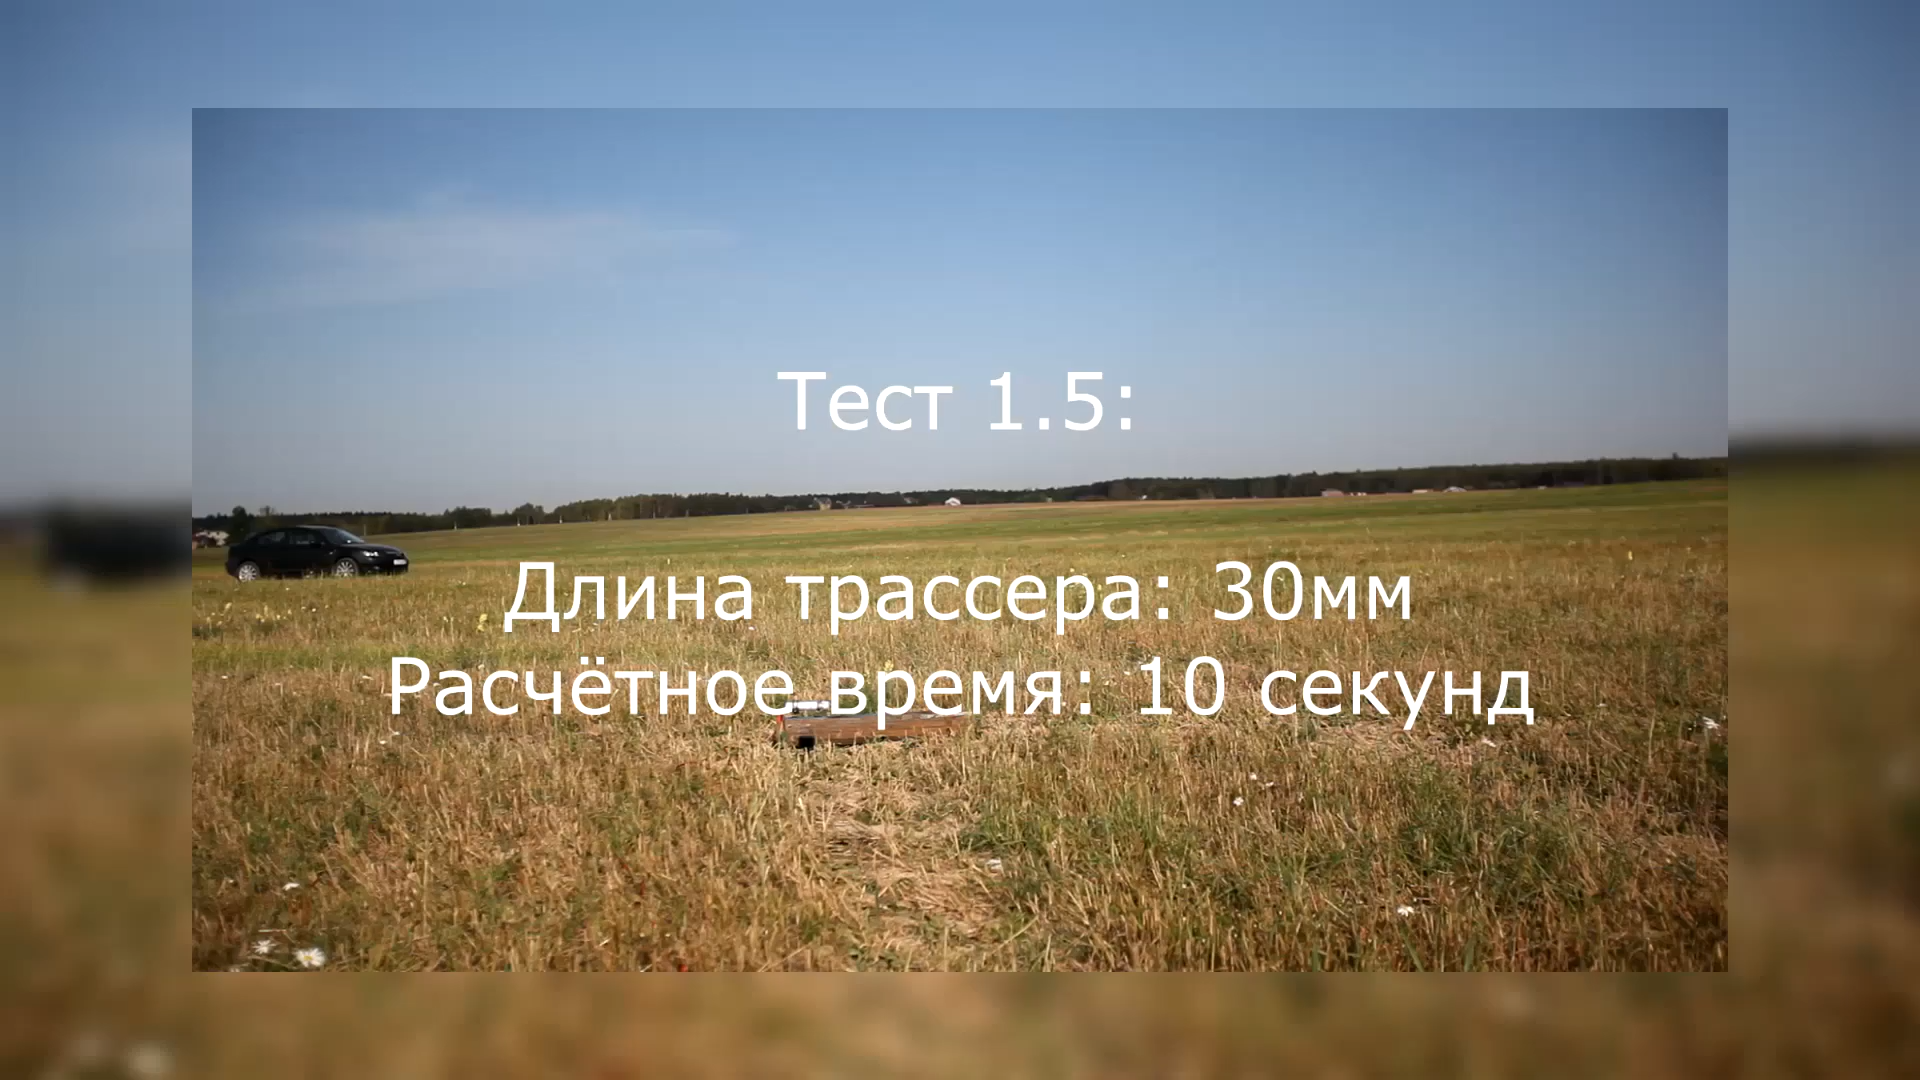 Тест 1.5:
Длина трассера: 30мм
Расчётное время: 10 секунд